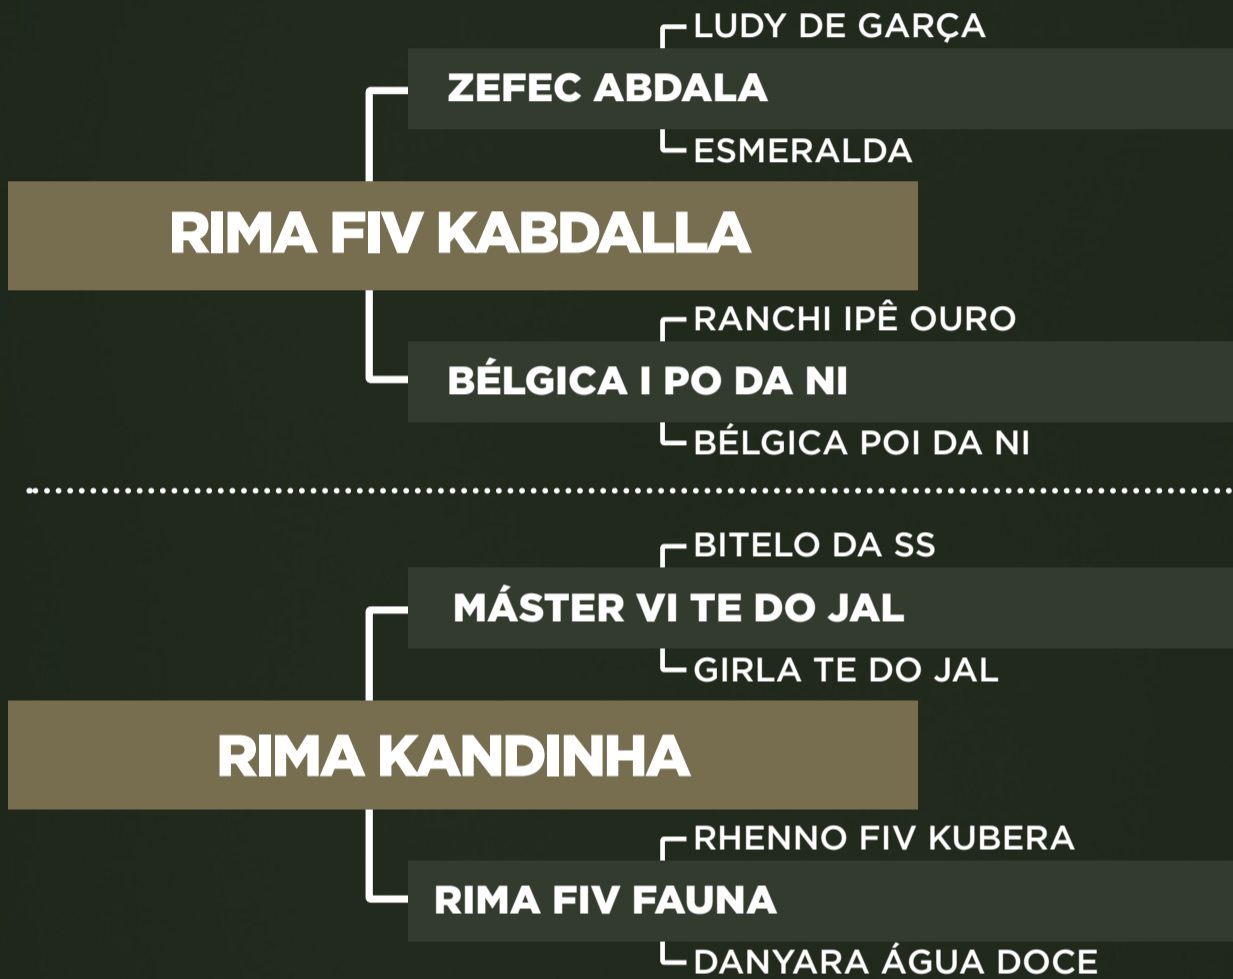 LUDY DE GARÇA
ZEFEC ABDALA
ESMERALDA
RIMA FIV KABDALLA
RANCHI IPÊ OURO
BÉLGICA I PO DA NI
BÉLGICA POI DA NI
BITELO DA SS
MÁSTER VI TE DO JAL
GIRLA TE DO JAL
RIMA KANDINHA
RHENNO FIV KUBERA
RIMA FIV FAUNA
DANYARA ÁGUA DOCE